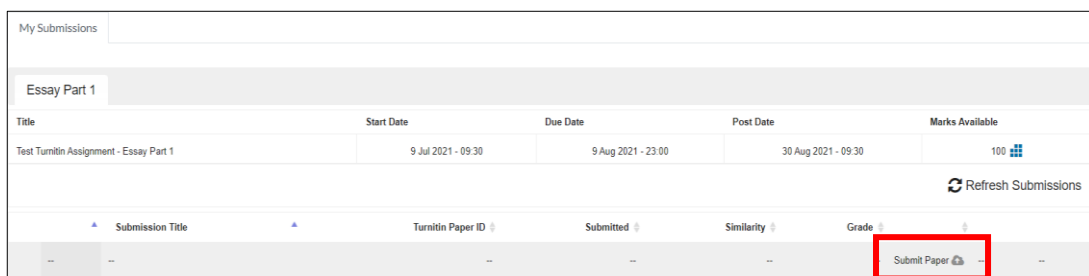 My Submissions
Essay Part 1
Title Start Date Due Date Post Date Marks Available
Test Turnitin Assignment - Essay Part 1 9 Jul 2021 - 09:30 9 Aug 2021 - 23:00 30 Aug 2021 - 09:30 100
Refresh Submissions
Submission Title Turnitin Paper ID Submitted Similarity Grade
-- -- -- -- -- Submit Paper -- --